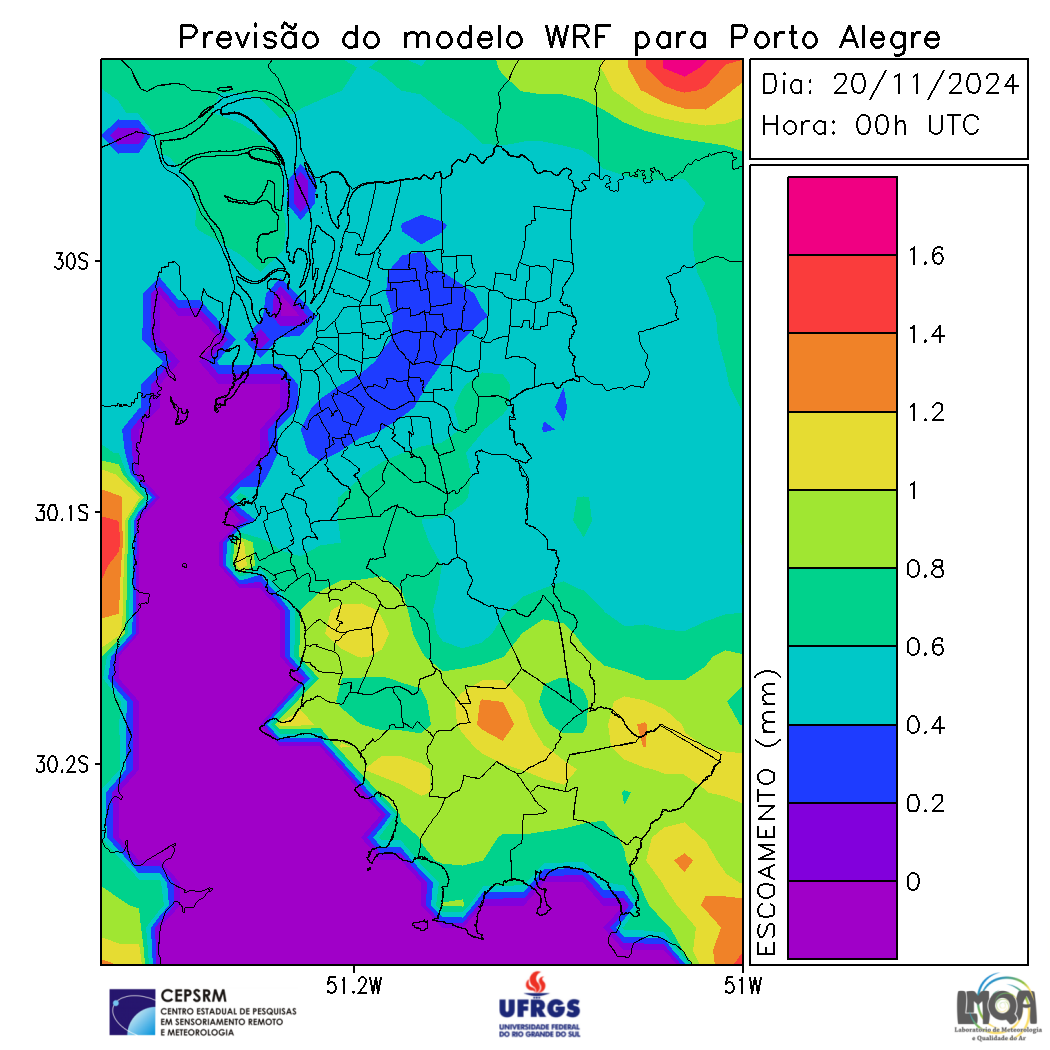 Previsão do modelo WRF para Porto Alegre
Dia: 20/11/2024
Hora: 00h UTC
30S
30.1S
30.2S
51.2W
51W
ESCOAMENTO (mm)
1.6
1.4
1.2
1
0.8
0.6
0.4
0.2
0
CEPSRM
CENTRO ESTADUAL DE PESQUISAS
EM SENSORIAMENTO REMOTO
E METEOROLOGIA
UFRGS
UNIVERSIDADE FEDERAL
DO RIO GRANDE DO SUL
LMQA
Laboratório de Meteorologia
e Qualidade do Ar